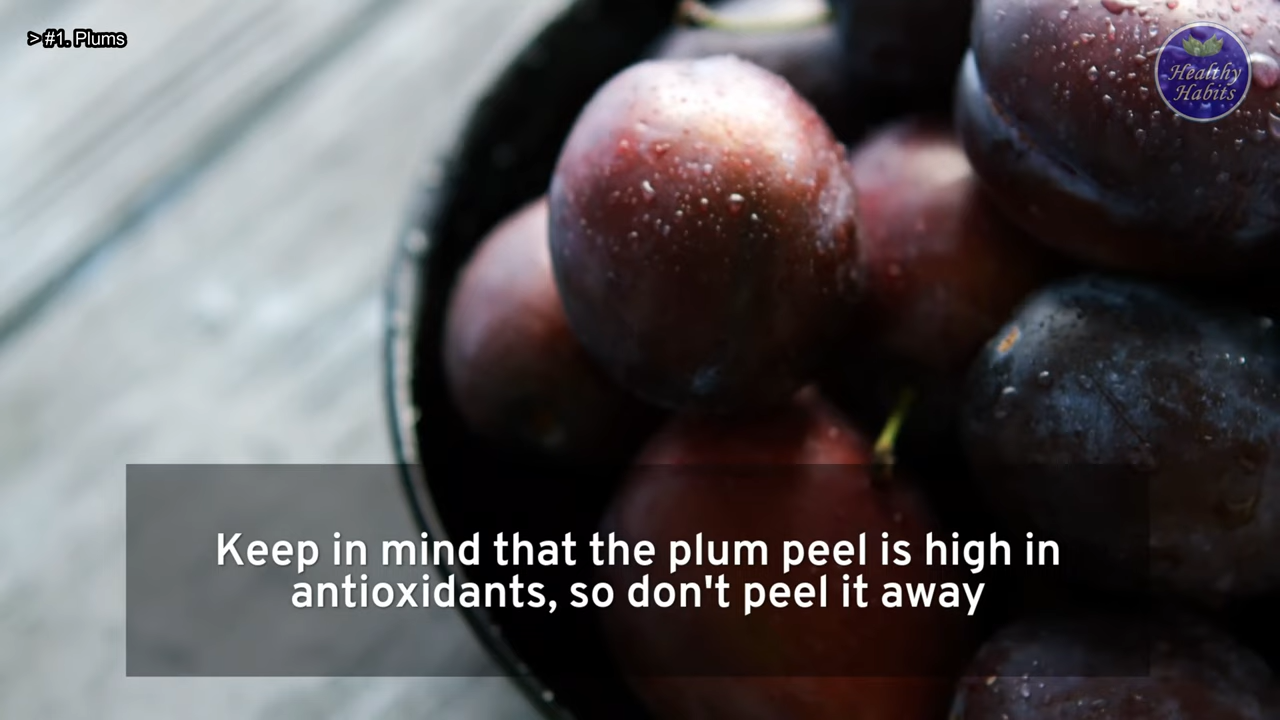 > #1. Plums
Healthy
Habits
Keep in mind that the plum peel is high in
antioxidants, so don't peel it away